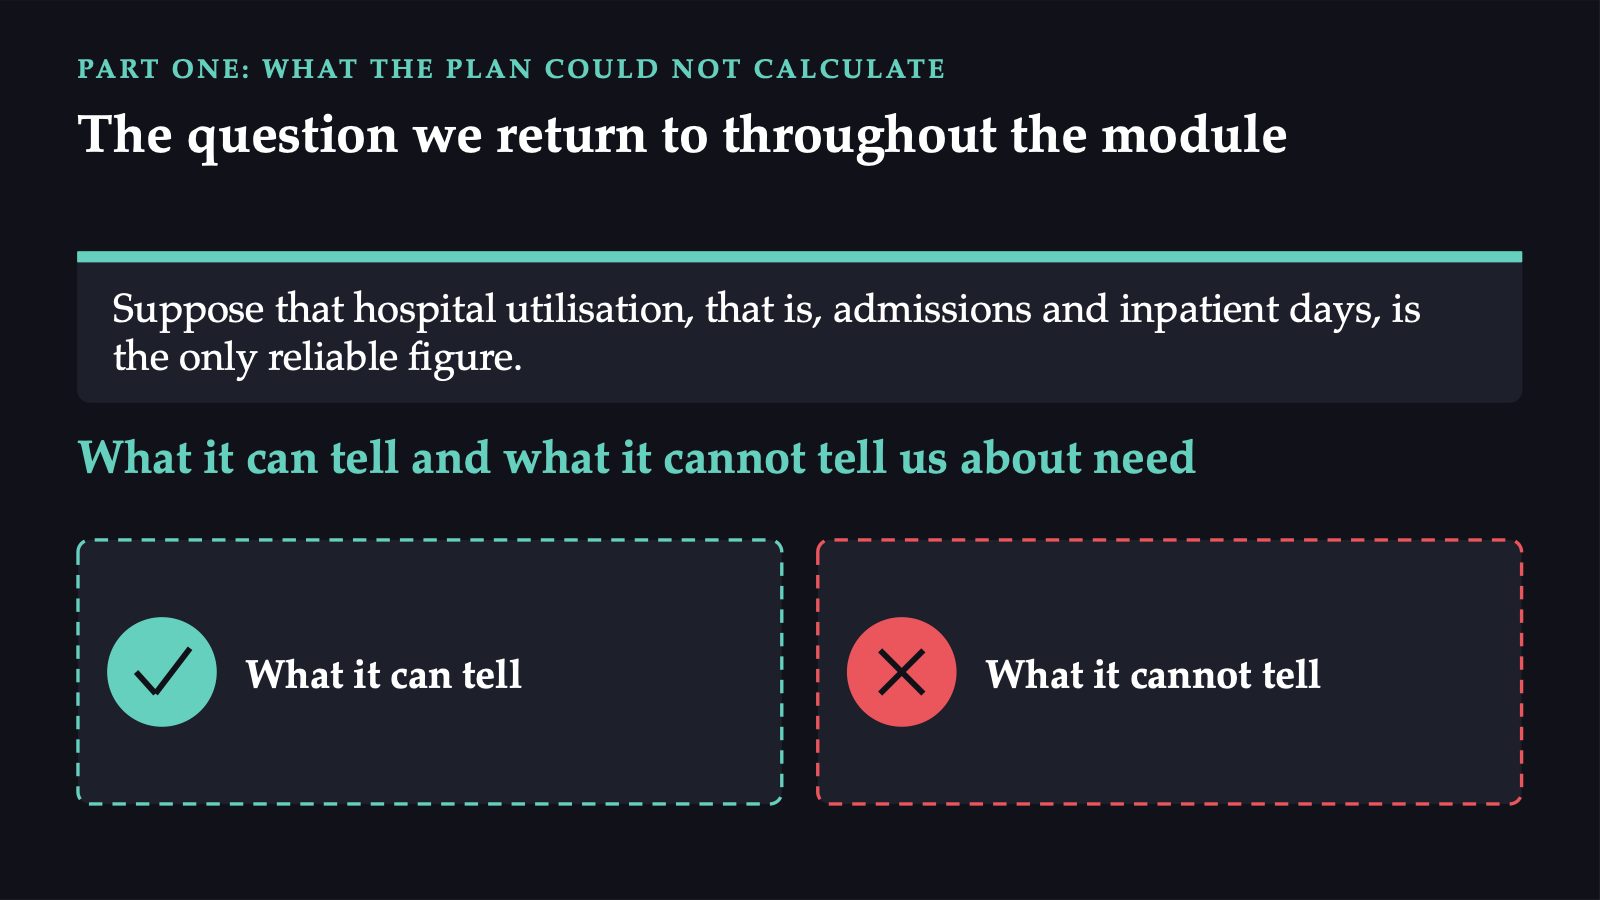 PART ONE: WHAT THE PLAN COULD NOT CALCULATE
The question we return to throughout the module
Suppose that hospital utilisation, that is, admissions and inpatient days, is
the only reliable figure.
What it can tell and what it cannot tell us about need
What it can tell
What it cannot tell